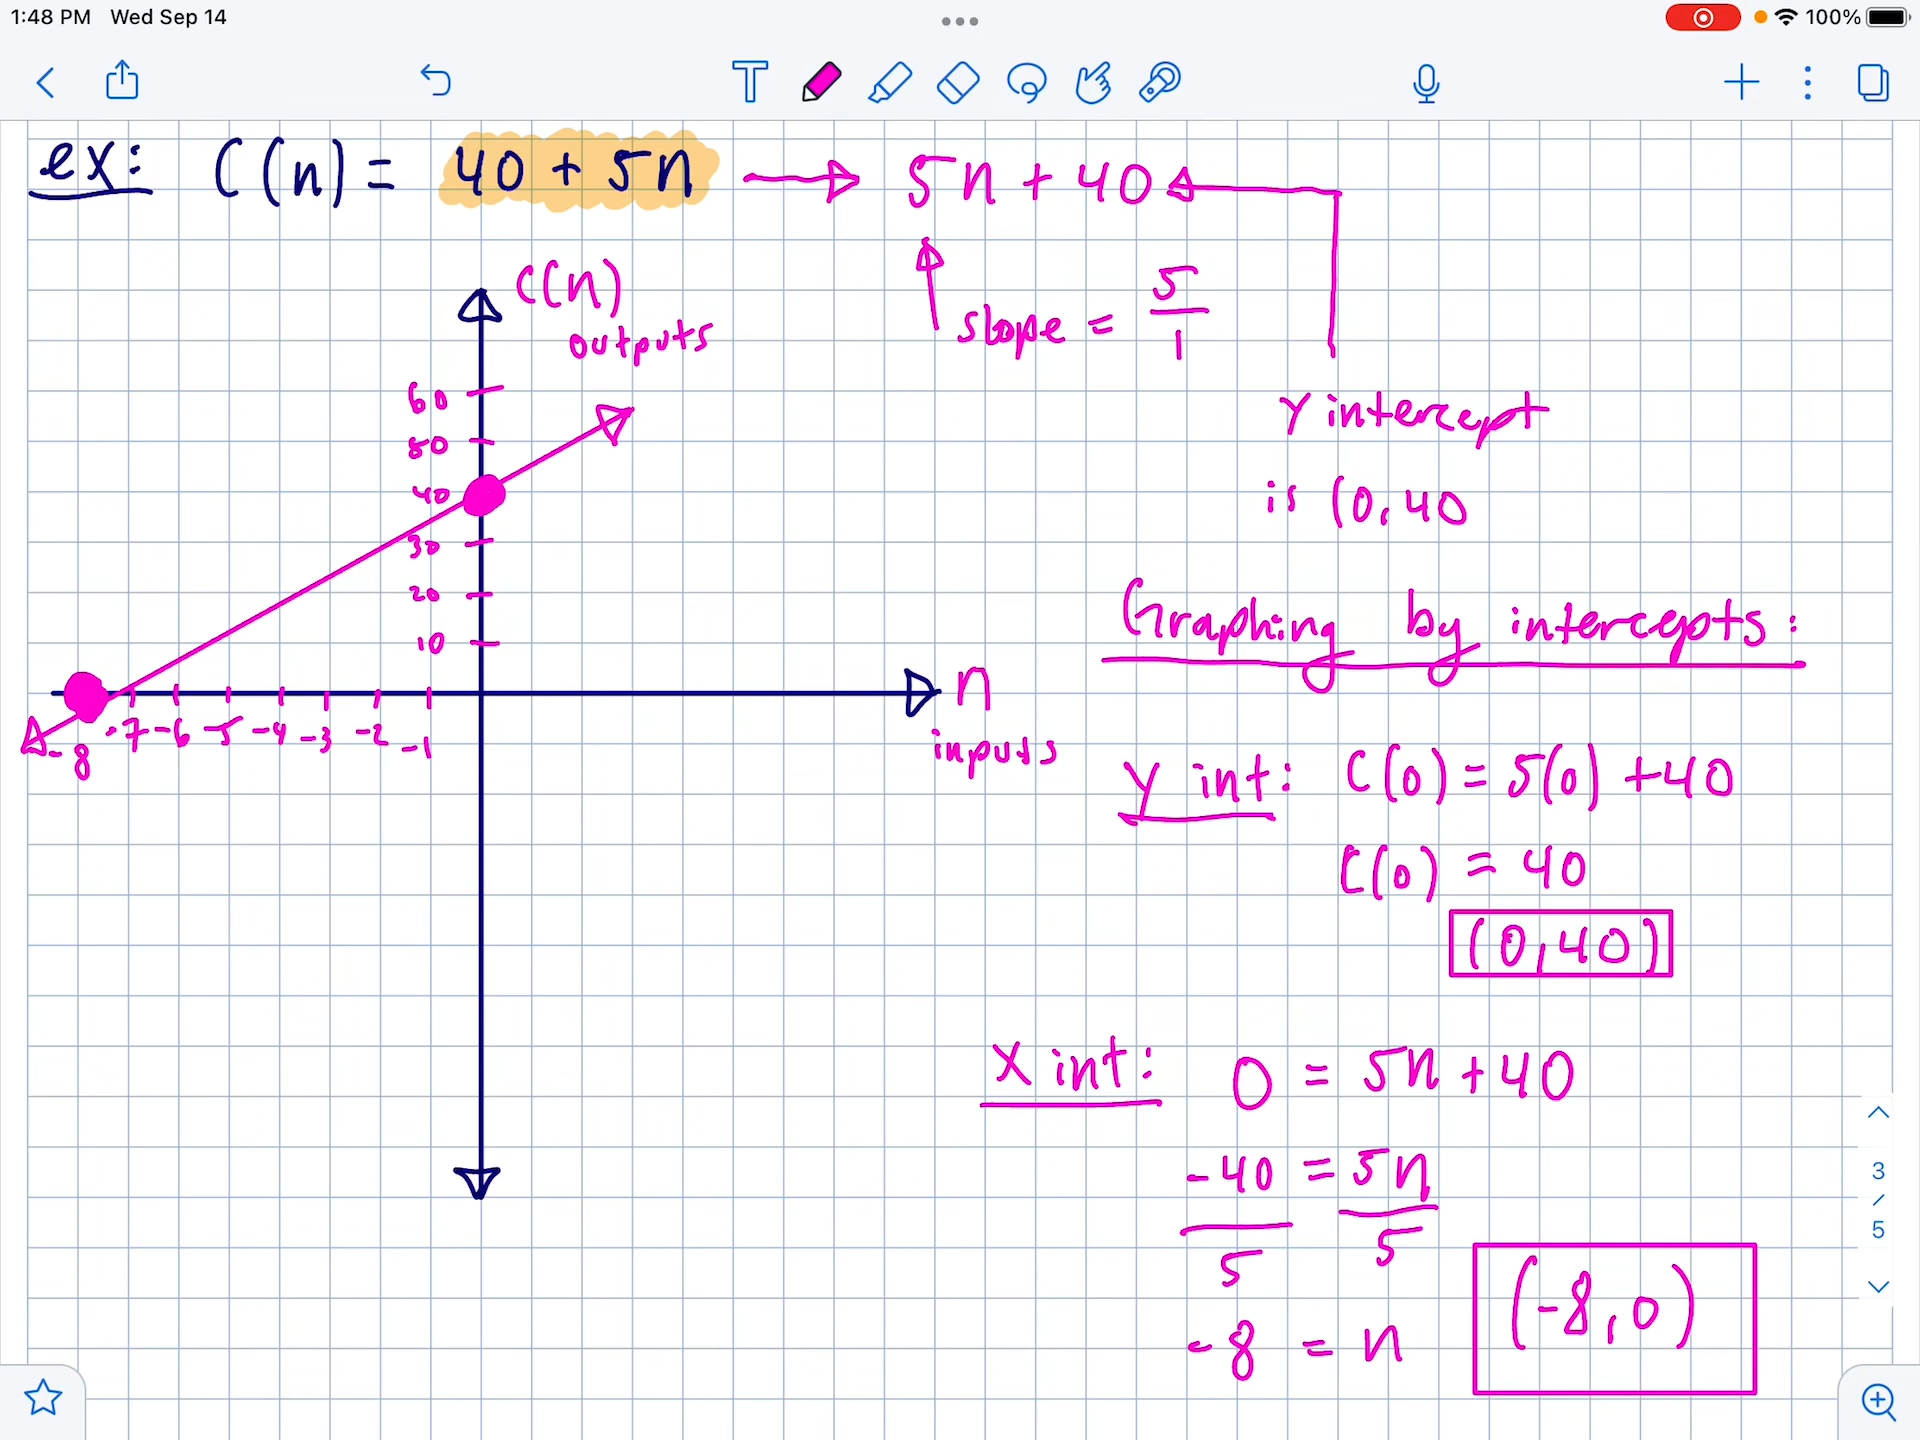 1:48 PM Wed Sep 14
100%
ex: C(n) = 40 + 5n → 5n + 40
slope = 5/1
Y intercept
is (0,40
C(n)
outputs
60
50
40
30
20
10
-8 -7 -6 -5 -4 -3 -2 -1
n
inputs
Graphing by intercepts:
Y int: C(0) = 5(0) + 40
C(0) = 40
(0,40)
X int: 0 = 5n + 40
-40 = 5n
5 5
-8 = n
(-8,0)
3
/
5